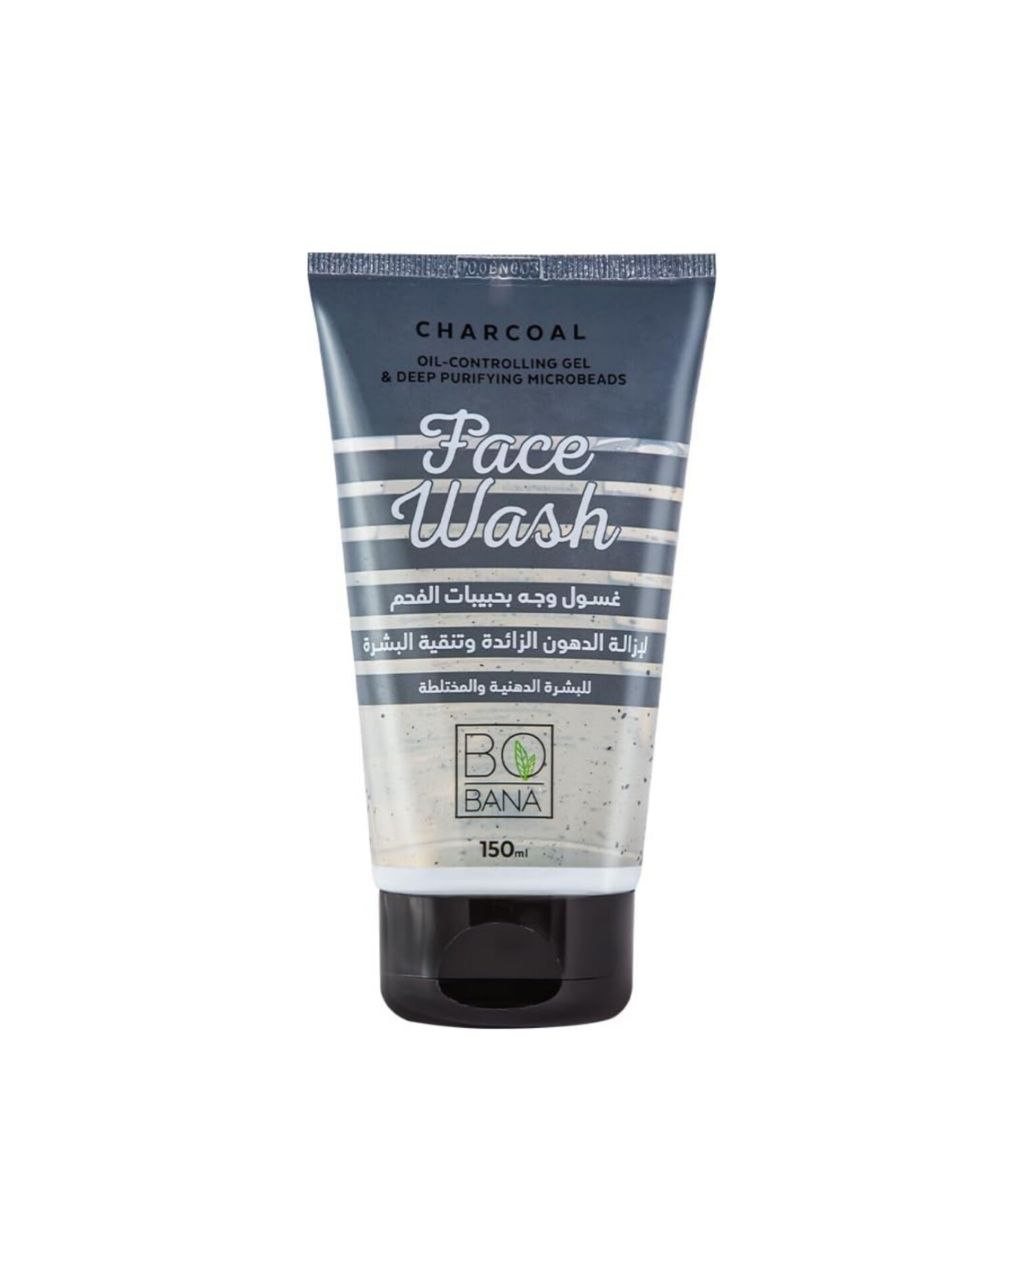 CHARCOAL
OIL-CONTROLLING GEL
& DEEP PURIFYING MICROBEADS
Face
Wash
غسول وجه بحبيبات الفحم
لإزالة الدهون الزائدة وتنقية البشرة
للبشرة الدهنية والمختلطة
BO
BANA
150ml